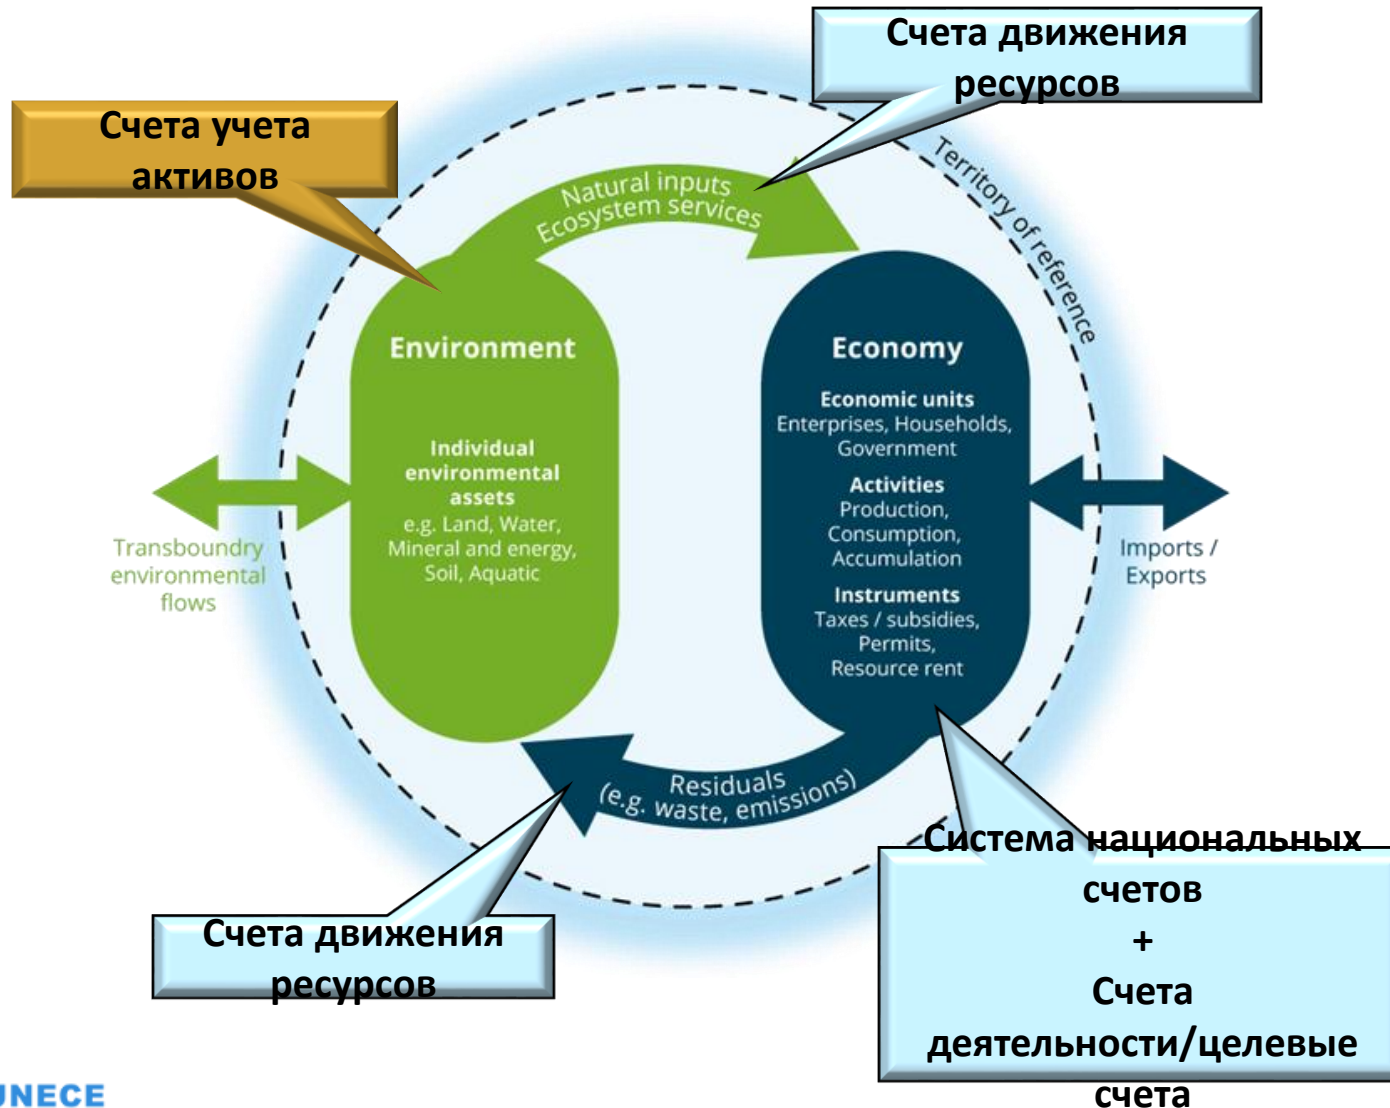 Счета движения
ресурсов
Счета учета
активов
Natural inputs
Ecosystem services
Territory of reference
Environment
Individual
environmental
assets
e.g. Land, Water,
Mineral and energy,
Soil, Aquatic
Economy
Economic units
Enterprises, Households,
Government
Activities
Production,
Consumption,
Accumulation
Instruments
Taxes / subsidies,
Permits,
Resource rent
Transboundry
environmental
flows
Imports /
Exports
Residuals
(e.g. waste, emissions)
Счета движения
ресурсов
Система национальных
счетов
+
Счета
деятельности/целевые
счета
UNECE